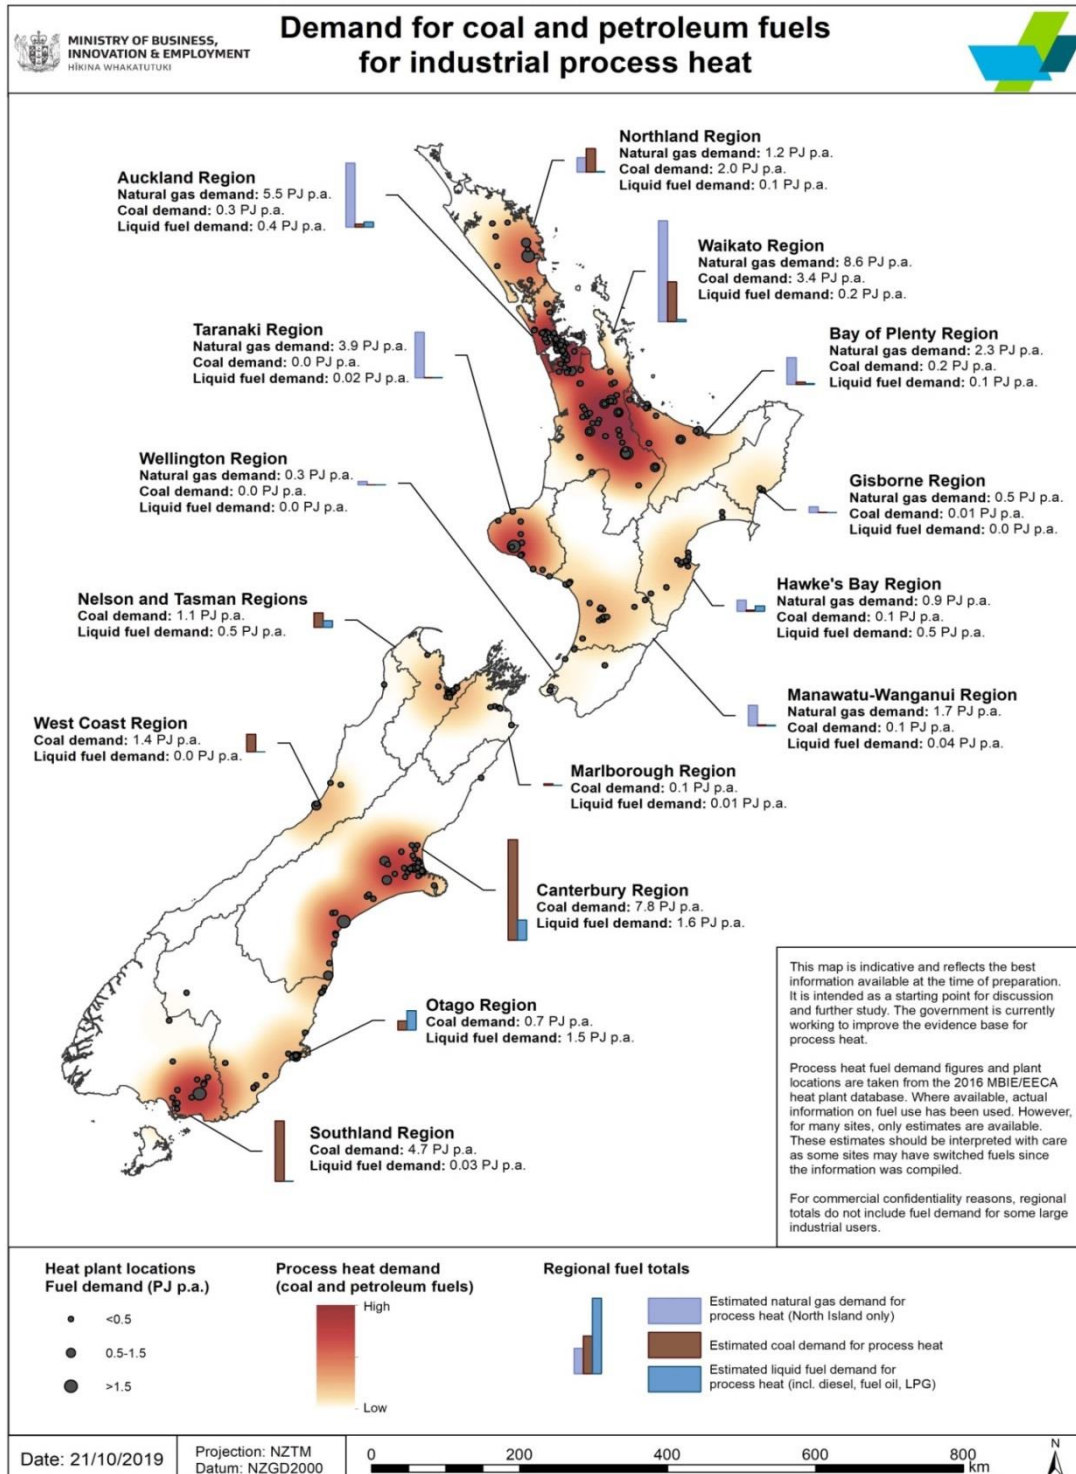 MINISTRY OF BUSINESS,
INNOVATION & EMPLOYMENT
HĪKINA WHAKATUTUKI
Demand for coal and petroleum fuels
for industrial process heat
Northland Region
Natural gas demand: 1.2 PJ p.a.
Coal demand: 2.0 PJ p.a.
Liquid fuel demand: 0.1 PJ p.a.
Auckland Region
Natural gas demand: 5.5 PJ p.a.
Coal demand: 0.3 PJ p.a.
Liquid fuel demand: 0.4 PJ p.a.
Waikato Region
Natural gas demand: 8.6 PJ p.a.
Coal demand: 3.4 PJ p.a.
Liquid fuel demand: 0.2 PJ p.a.
Taranaki Region
Natural gas demand: 3.9 PJ p.a.
Coal demand: 0.0 PJ p.a.
Liquid fuel demand: 0.02 PJ p.a.
Bay of Plenty Region
Natural gas demand: 2.3 PJ p.a.
Coal demand: 0.2 PJ p.a.
Liquid fuel demand: 0.1 PJ p.a.
Wellington Region
Natural gas demand: 0.3 PJ p.a.
Coal demand: 0.0 PJ p.a.
Liquid fuel demand: 0.0 PJ p.a.
Gisborne Region
Natural gas demand: 0.5 PJ p.a.
Coal demand: 0.01 PJ p.a.
Liquid fuel demand: 0.0 PJ p.a.
Hawke's Bay Region
Natural gas demand: 0.9 PJ p.a.
Coal demand: 0.1 PJ p.a.
Liquid fuel demand: 0.5 PJ p.a.
Nelson and Tasman Regions
Coal demand: 1.1 PJ p.a.
Liquid fuel demand: 0.5 PJ p.a.
Manawatu-Wanganui Region
Natural gas demand: 1.7 PJ p.a.
Coal demand: 0.1 PJ p.a.
Liquid fuel demand: 0.04 PJ p.a.
West Coast Region
Coal demand: 1.4 PJ p.a.
Liquid fuel demand: 0.0 PJ p.a.
Marlborough Region
Coal demand: 0.1 PJ p.a.
Liquid fuel demand: 0.01 PJ p.a.
Canterbury Region
Coal demand: 7.8 PJ p.a.
Liquid fuel demand: 1.6 PJ p.a.
Otago Region
Coal demand: 0.7 PJ p.a.
Liquid fuel demand: 1.5 PJ p.a.
Southland Region
Coal demand: 4.7 PJ p.a.
Liquid fuel demand: 0.03 PJ p.a.
This map is indicative and reflects the best
information available at the time of preparation.
It is intended as a starting point for discussion
and further study. The government is currently
working to improve the evidence base for
process heat.
Process heat fuel demand figures and plant
locations are taken from the 2016 MBIE/EECA
heat plant database. Where available, actual
information on fuel use has been used. However,
for many sites, only estimates are available.
These estimates should be interpreted with care
as some sites may have switched fuels since
the information was compiled.
For commercial confidentiality reasons, regional
totals do not include fuel demand for some large
industrial users.
Heat plant locations
Fuel demand (PJ p.a.)
<0.5
0.5-1.5
>1.5
Process heat demand
(coal and petroleum fuels)
High
Low
Regional fuel totals
Estimated natural gas demand for
process heat (North Island only)
Estimated coal demand for process heat
Estimated liquid fuel demand for
process heat (incl. diesel, fuel oil, LPG)
Date: 21/10/2019
Projection: NZTM
Datum: NZGD2000
0 200 400 600 800
km
N